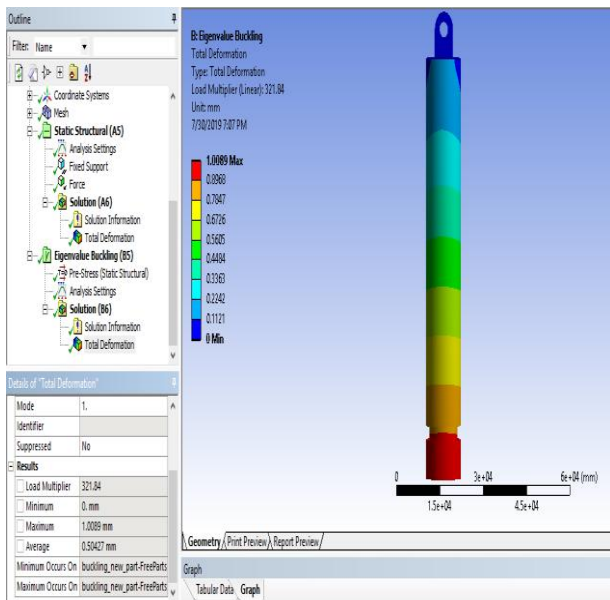 Outline
Filter: Name
Coordinate Systems
Mesh
Static Structural (A5)
Analysis Settings
Fixed Support
Force
Solution (A6)
Solution Information
Total Deformation
Eigenvalue Buckling (B5)
Pre-Stress (Static Structural)
Analysis Settings
Solution (B6)
Solution Information
Total Deformation
Details of "Total Deformation"
Mode 1.
Identifier
Suppressed No
Results
Load Multiplier 321.84
Minimum 0. mm
Maximum 1.0089 mm
Average 0.50427 mm
Minimum Occurs On buckling_new_part-FreeParts
Maximum Occurs On buckling_new_part-FreeParts
B: Eigenvalue Buckling
Total Deformation
Type: Total Deformation
Load Multiplier (Linear): 321.84
Unit: mm
7/30/2019 7:07 PM
1.0089 Max
0.8968
0.7847
0.6726
0.5605
0.4484
0.3363
0.2242
0.1121
0 Min
0 3e+04 6e+04 (mm)
1.5e+04 4.5e+04
Geometry Print Preview Report Preview
Graph
Tabular Data Graph